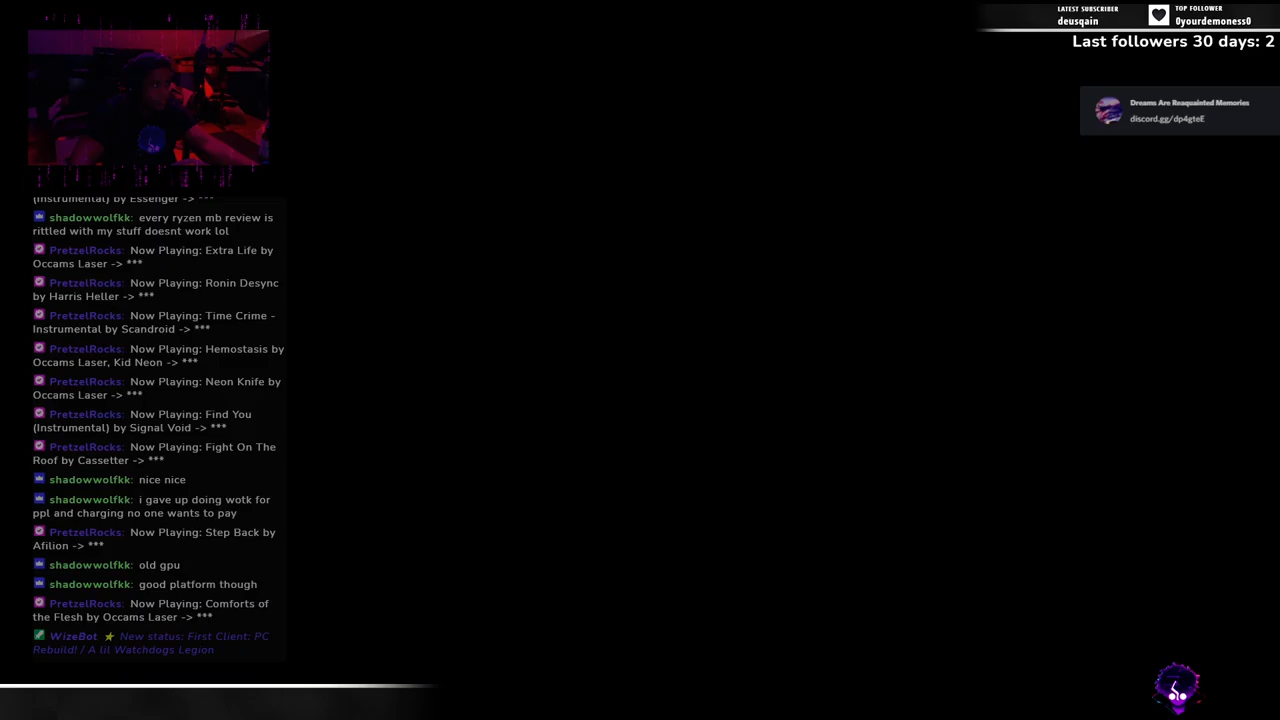 LATEST SUBSCRIBER
deusqain
TOP FOLLOWER
0yourdemoness0
Last followers 30 days: 2
Dreams Are Reaquainted Memories
discord.gg/dp4gteE
(Instrumental) by Essenger -> ***
shadowwolfkk: every ryzen mb review is
rittled with my stuff doesnt work lol
PretzelRocks: Now Playing: Extra Life by
Occams Laser -> ***
PretzelRocks: Now Playing: Ronin Desync
by Harris Heller -> ***
PretzelRocks: Now Playing: Time Crime -
Instrumental by Scandroid -> ***
PretzelRocks: Now Playing: Hemostasis by
Occams Laser, Kid Neon -> ***
PretzelRocks: Now Playing: Neon Knife by
Occams Laser -> ***
PretzelRocks: Now Playing: Find You
(Instrumental) by Signal Void -> ***
PretzelRocks: Now Playing: Fight On The
Roof by Cassetter -> ***
shadowwolfkk: nice nice
shadowwolfkk: i gave up doing wotk for
ppl and charging no one wants to pay
PretzelRocks: Now Playing: Step Back by
Afilion -> ***
shadowwolfkk: old gpu
shadowwolfkk: good platform though
PretzelRocks: Now Playing: Comforts of
the Flesh by Occams Laser -> ***
WizeBot ★ New status: First Client: PC
Rebuild! / A lil Watchdogs Legion